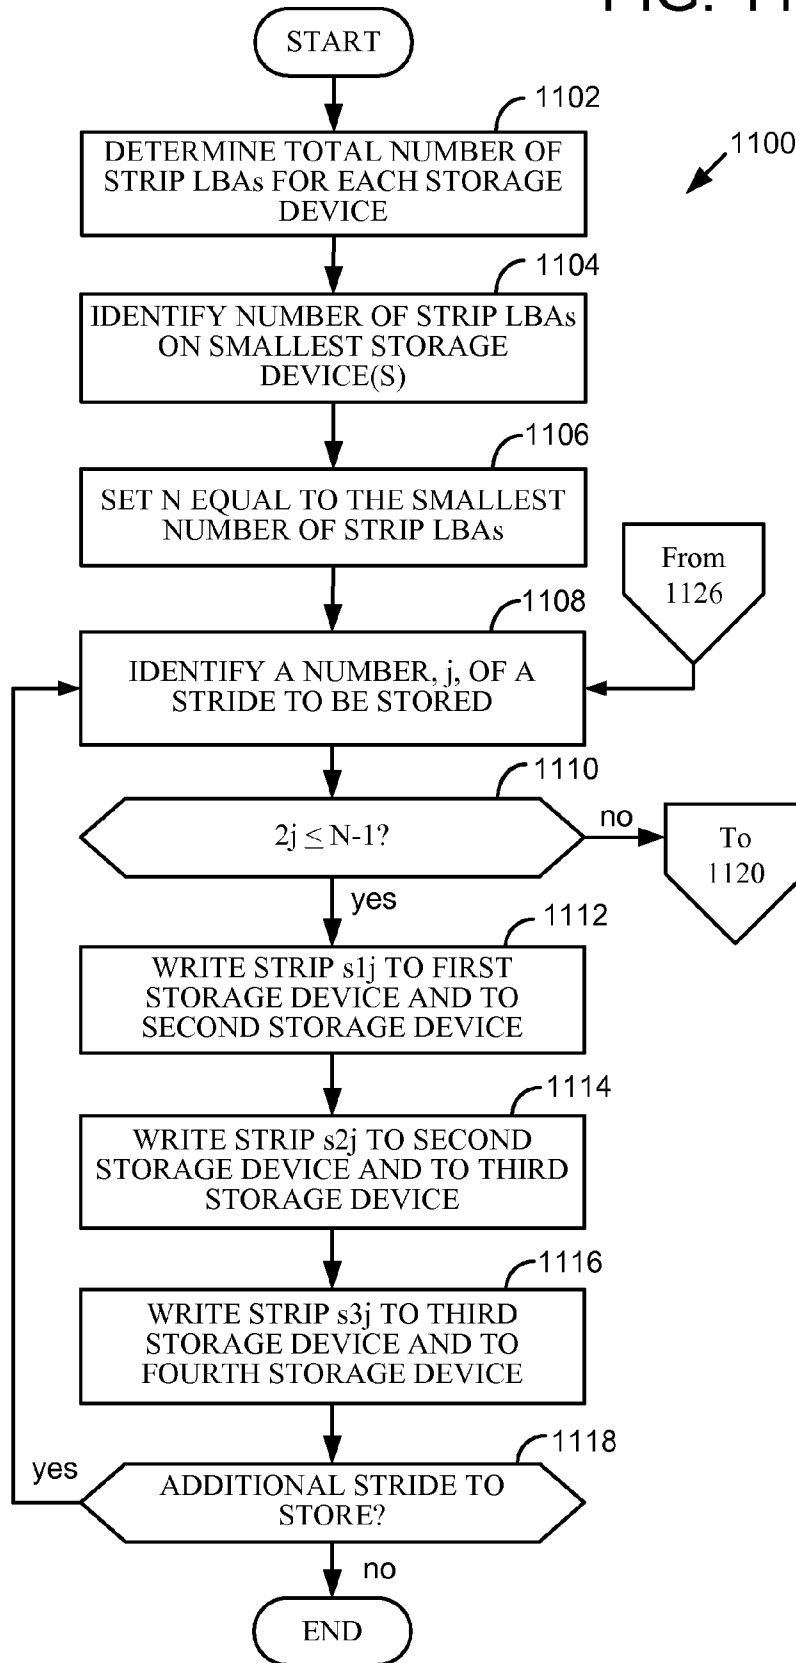 FIG. 11
START
1102
DETERMINE TOTAL NUMBER OF
STRIP LBAs FOR EACH STORAGE
DEVICE
1100
1104
IDENTIFY NUMBER OF STRIP LBAs
ON SMALLEST STORAGE
DEVICE(S)
1106
SET N EQUAL TO THE SMALLEST
NUMBER OF STRIP LBAs
From
1126
1108
IDENTIFY A NUMBER, j, OF A
STRIDE TO BE STORED
1110
2j ≤ N-1?
no
To
1120
yes
1112
WRITE STRIP s1j TO FIRST
STORAGE DEVICE AND TO
SECOND STORAGE DEVICE
1114
WRITE STRIP s2j TO SECOND
STORAGE DEVICE AND TO THIRD
STORAGE DEVICE
1116
WRITE STRIP s3j TO THIRD
STORAGE DEVICE AND TO
FOURTH STORAGE DEVICE
1118
yes
ADDITIONAL STRIDE TO
STORE?
no
END